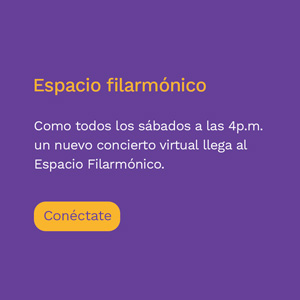 Espacio filarmónico
Como todos los sábados a las 4p.m.
un nuevo concierto virtual llega al
Espacio Filarmónico.
Conéctate